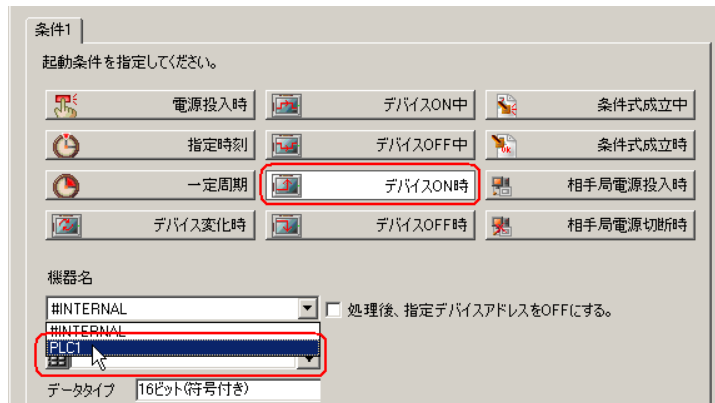 条件1
起動条件を指定してください。
電源投入時 デバイスON中 条件式成立中
指定時刻 デバイスOFF中 条件式成立時
一定周期 デバイスON時 相手局電源投入時
デバイス変化時 デバイスOFF時 相手局電源切断時
機器名
#INTERNAL 処理後、指定デバイスアドレスをOFFにする。
#INTERNAL
PLC1
データタイプ 16ビット(符号付き)